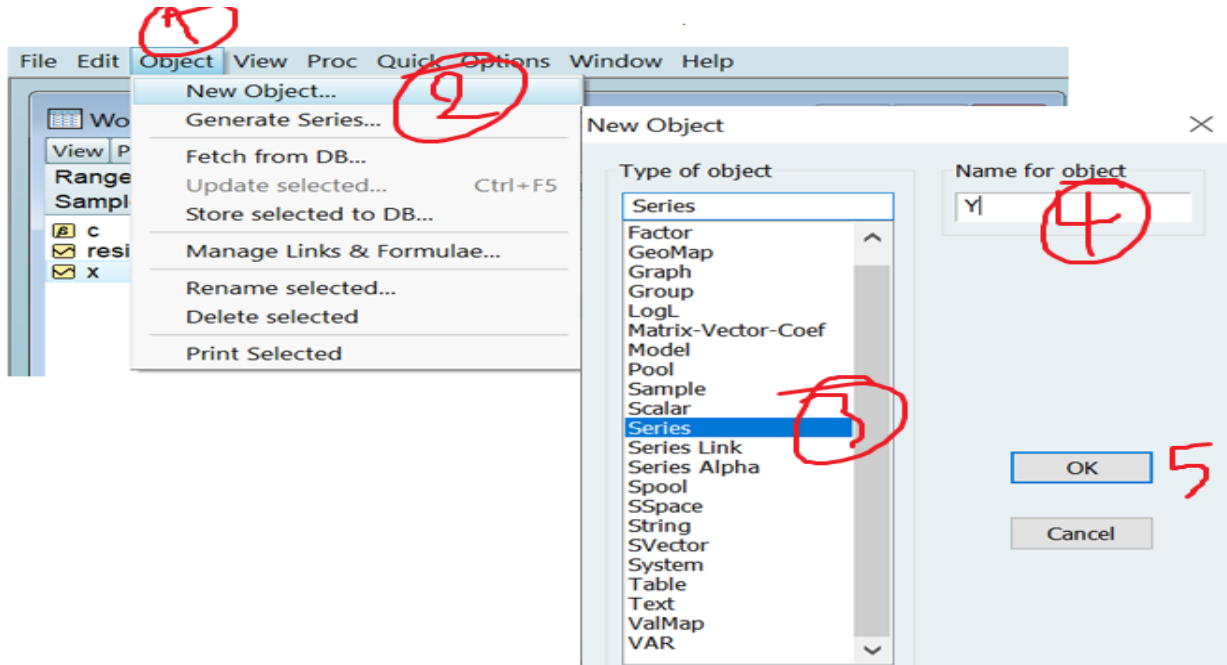 1
File Edit Object View Proc Quick Options Window Help
New Object...
2
Generate Series...
Fetch from DB...
Update selected... Ctrl+F5
Store selected to DB...
Manage Links & Formulae...
Rename selected...
Delete selected
Print Selected
Wo
View P
Range
Sampl
c
resi
x
New Object
Type of object
Series
Factor
GeoMap
Graph
Group
LogL
Matrix-Vector-Coef
Model
Pool
Sample
Scalar
Series
3
Series Link
Series Alpha
Spool
SSpace
String
SVector
System
Table
Text
ValMap
VAR
Name for object
Y
4
OK
5
Cancel